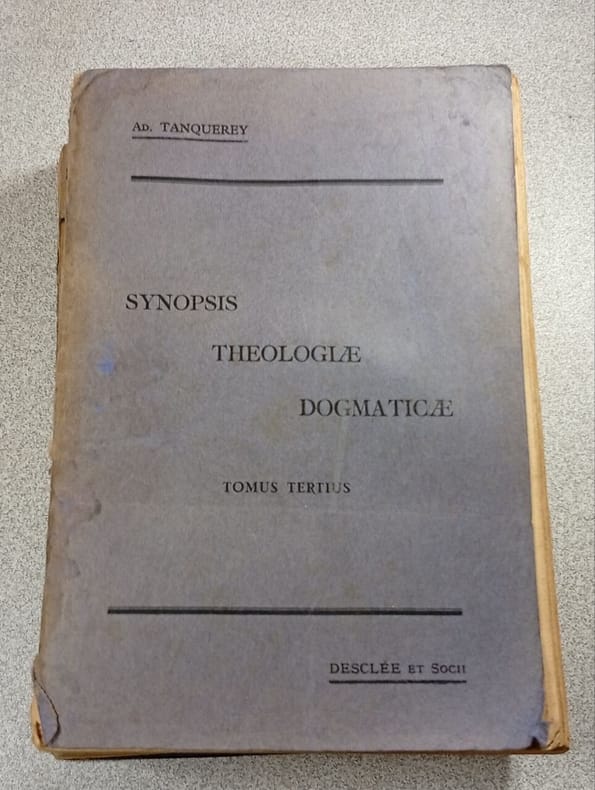 AD. TANQUEREY
SYNOPSIS
THEOLOGIÆ
DOGMATICÆ
TOMUS TERTIUS
DESCLÉE ET SOCII